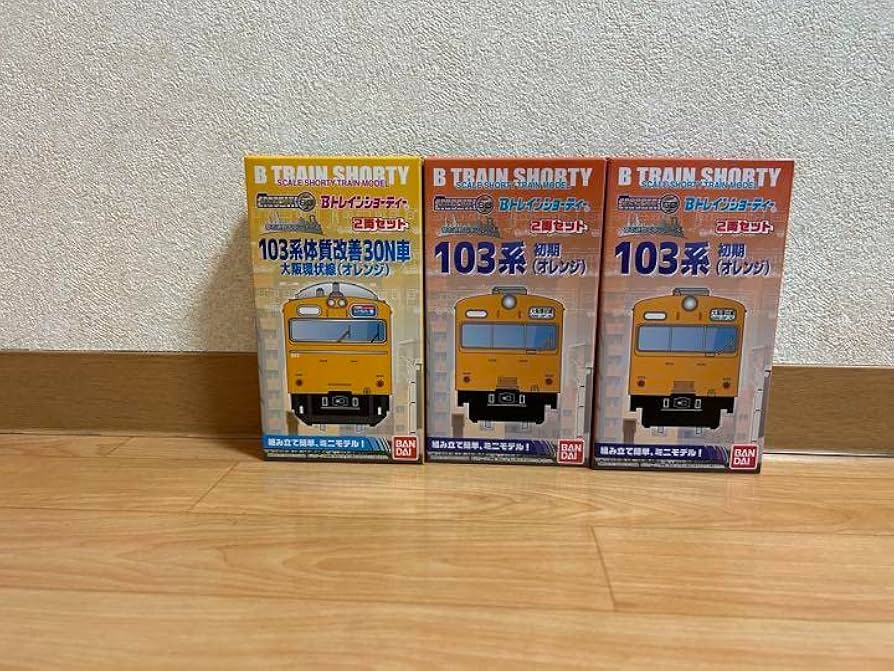 B TRAIN SHORTY
SCALE SHORTY TRAIN MODEL
Bトレインショーティー
2両セット
103系体質改善30N車
大阪環状線(オレンジ)
組み立て簡単、ミニモデル!
BAN
DAI
B TRAIN SHORTY
SCALE SHORTY TRAIN MODEL
Bトレインショーティー
2両セット
103系 初期
(オレンジ)
組み立て簡単、ミニモデル!
BAN
DAI
B TRAIN SHORTY
SCALE SHORTY TRAIN MODEL
Bトレインショーティー
2両セット
103系 初期
(オレンジ)
組み立て簡単、ミニモデル!
BAN
DAI